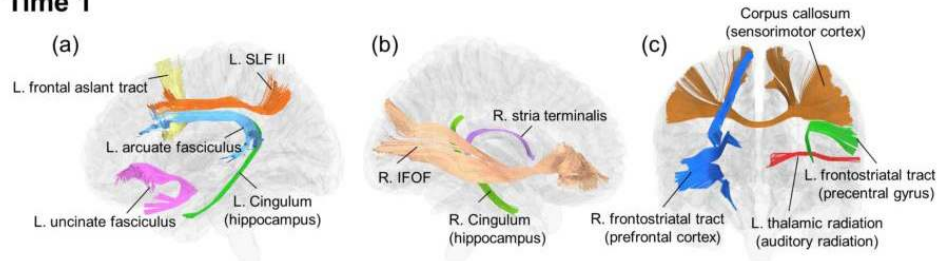 Time 1
(a)
L. SLF II
L. frontal aslant tract
L. arcuate fasciculus
L. Cingulum
(hippocampus)
L. uncinate fasciculus
(b)
R. stria terminalis
R. IFOF
R. Cingulum
(hippocampus)
(c)
Corpus callosum
(sensorimotor cortex)
L. frontostriatal tract
(precentral gyrus)
R. frontostriatal tract
(prefrontal cortex)
L. thalamic radiation
(auditory radiation)